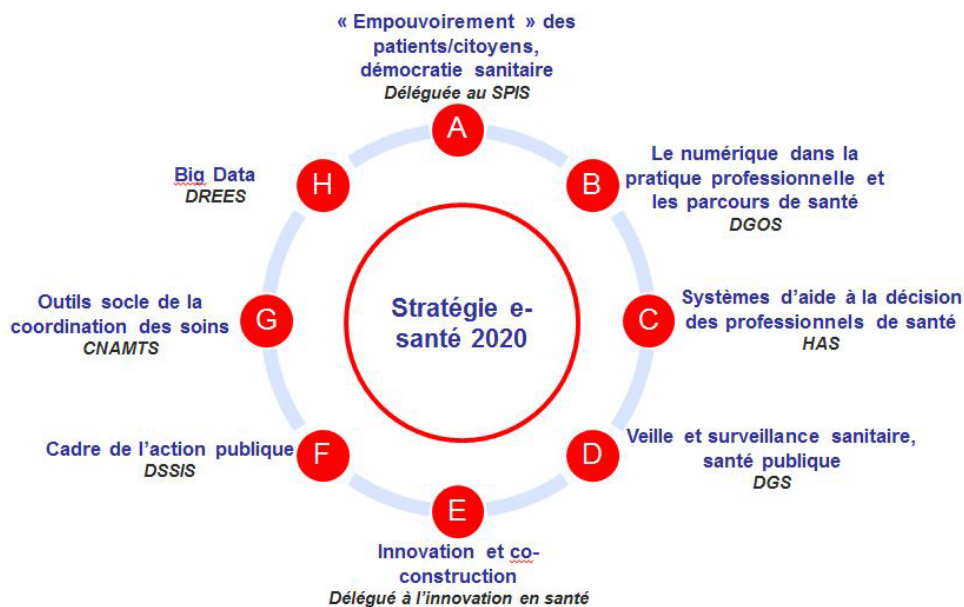 « Empouvoirement » des
patients/citoyens,
démocratie sanitaire
Déléguée au SPIS
A
Le numérique dans la
pratique professionnelle et
les parcours de santé
DGOS
B
Systèmes d’aide à la décision
des professionnels de santé
HAS
C
Veille et surveillance sanitaire,
santé publique
DGS
D
E
Innovation et co-
construction
Délégué à l’innovation en santé
Cadre de l’action publique
DSSIS
F
Outils socle de la
coordination des soins
CNAMTS
G
Big Data
DREES
H
Stratégie e-
santé 2020